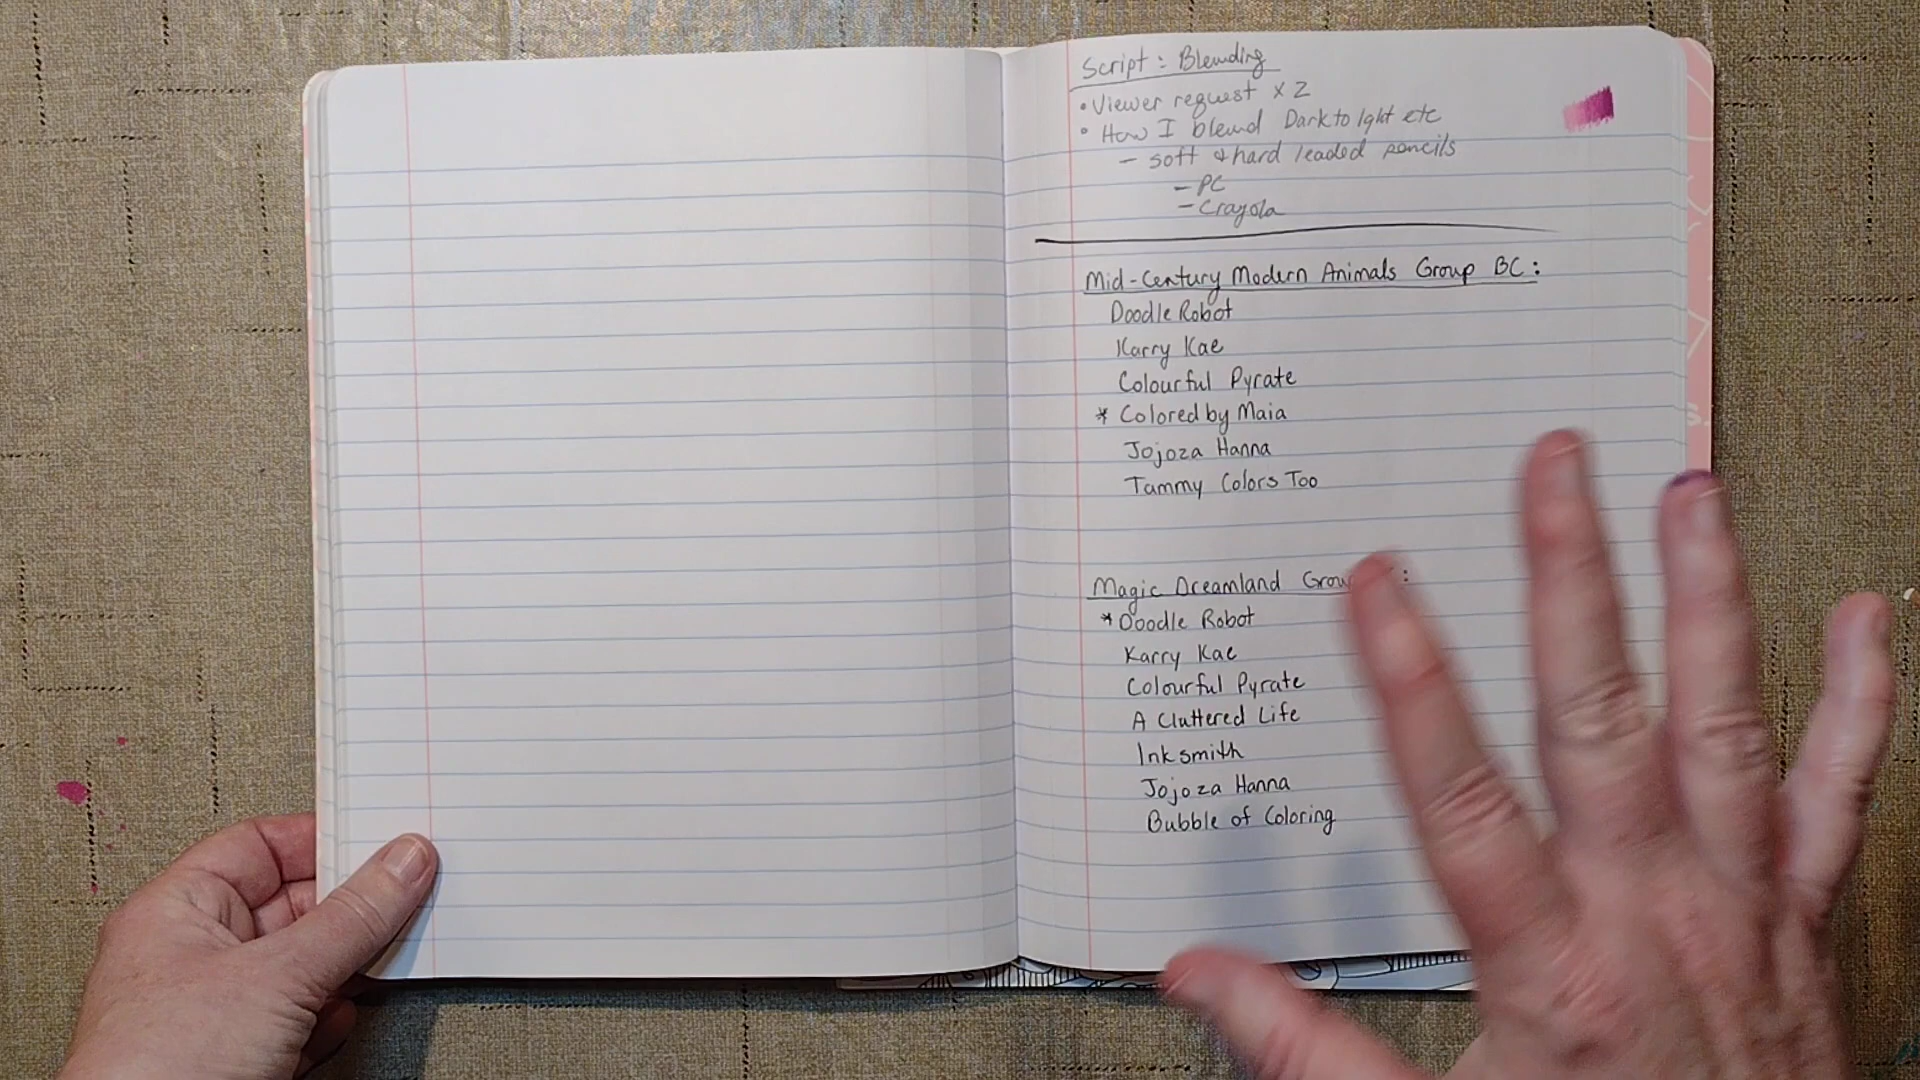 Script: Blending
• Viewer request x 2
• How I blend Dark to lght etc
- soft & hard leaded pencils
- PC
- Crayola
Mid-Century Modern Animals Group BC:
Doodle Robot
Karry Kae
Colourful Pyrate
* Colored by Maia
Jojoza Hanna
Tammy Colors Too
Magic Dreamland :
* Doodle Robot
Karry Kae
Colourful Pyrate
A Cluttered Life
Inksmith
Jojoza Hanna
Bubble of Coloring